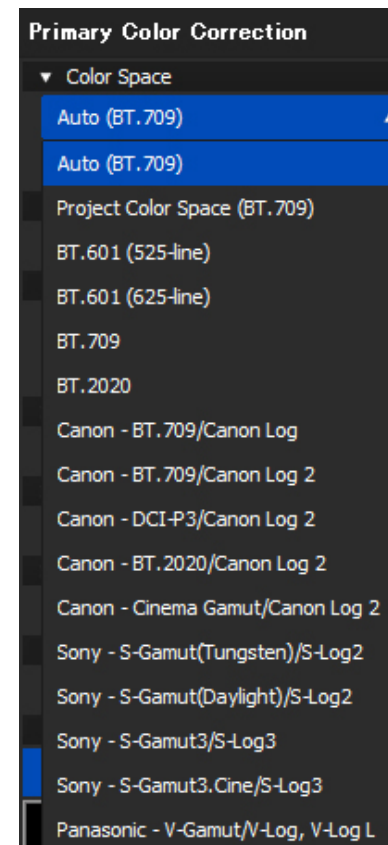 Primary Color Correction
Color Space
Auto (BT.709)
Auto (BT.709)
Project Color Space (BT.709)
BT.601 (525-line)
BT.601 (625-line)
BT.709
BT.2020
Canon - BT.709/Canon Log
Canon - BT.709/Canon Log 2
Canon - DCI-P3/Canon Log 2
Canon - BT.2020/Canon Log 2
Canon - Cinema Gamut/Canon Log 2
Sony - S-Gamut(Tungsten)/S-Log2
Sony - S-Gamut(Daylight)/S-Log2
Sony - S-Gamut3/S-Log3
Sony - S-Gamut3.Cine/S-Log3
Panasonic - V-Gamut/V-Log, V-Log L